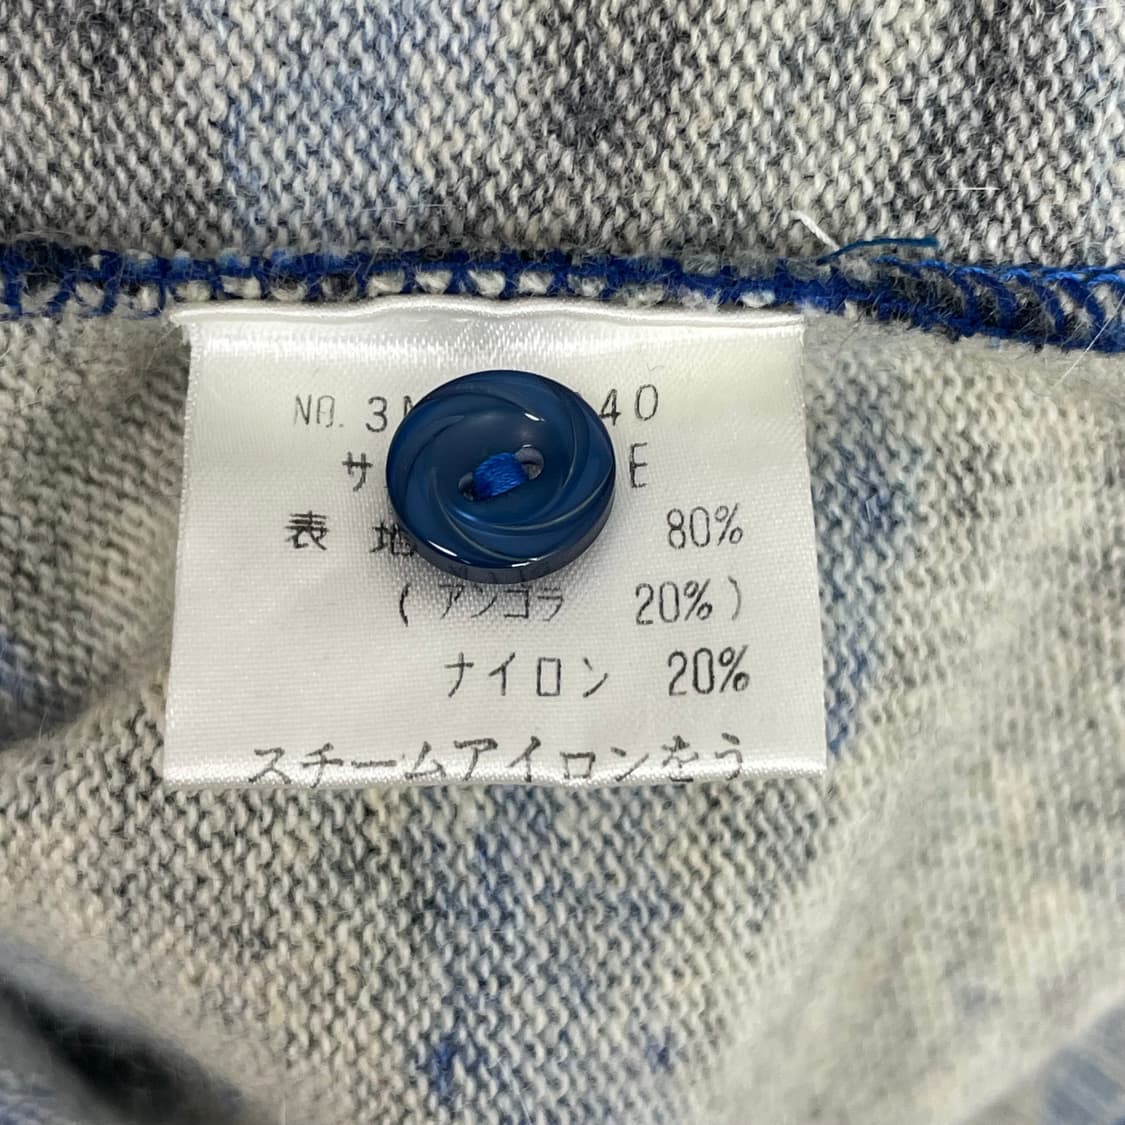 NO. 3 40
サ E
表 地 80%
(アンゴラ 20%)
ナイロン 20%
スチームアイロンをう